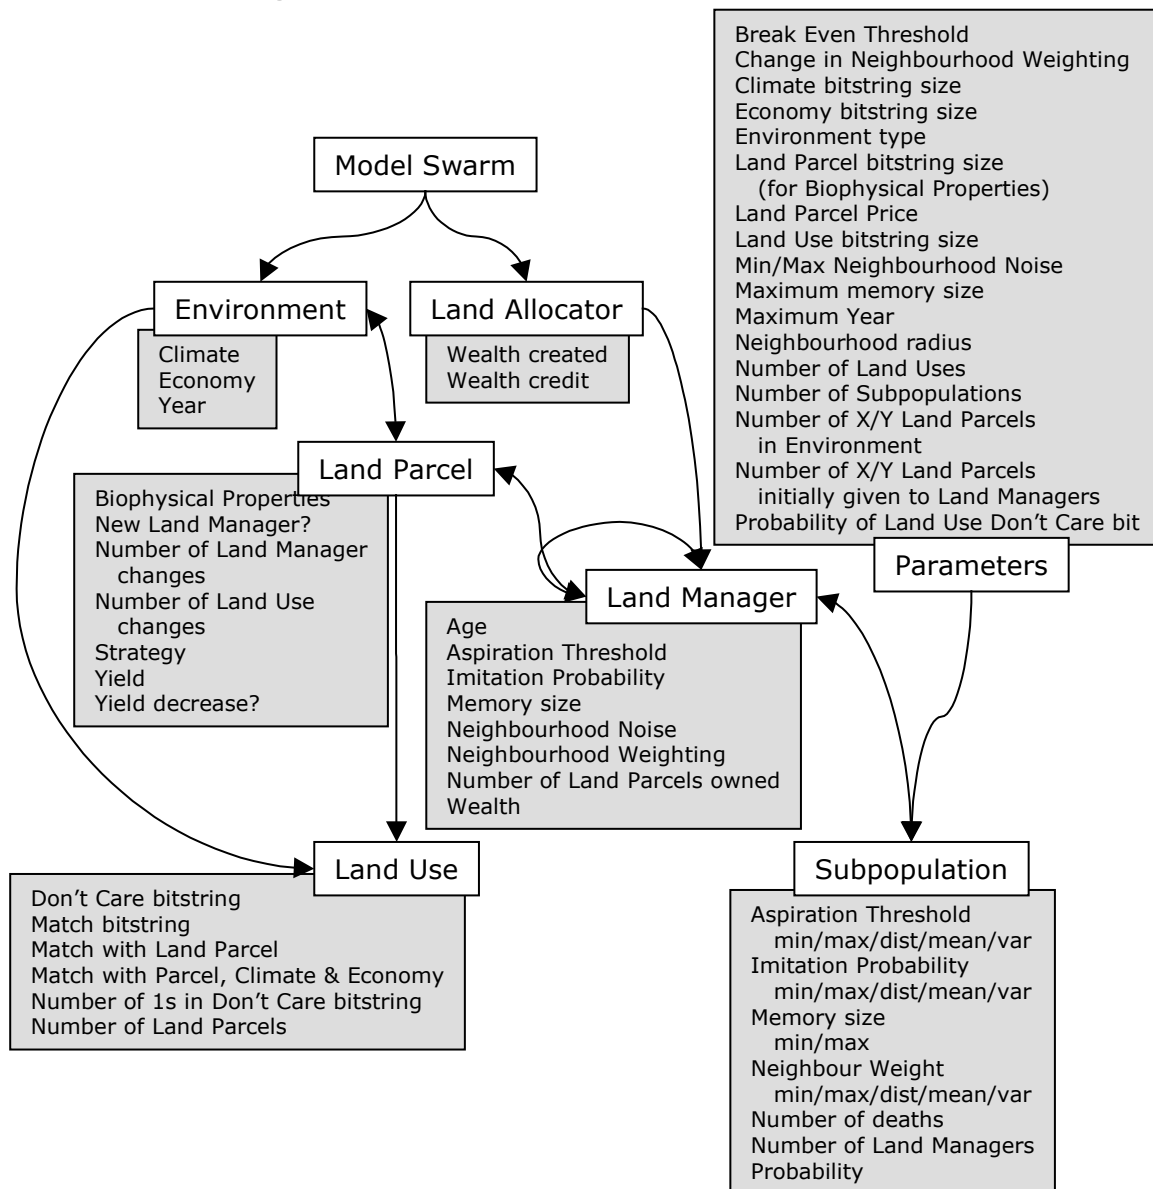 Break Even Threshold
Change in Neighbourhood Weighting
Climate bitstring size
Economy bitstring size
Environment type
Land Parcel bitstring size
(for Biophysical Properties)
Land Parcel Price
Land Use bitstring size
Min/Max Neighbourhood Noise
Maximum memory size
Maximum Year
Neighbourhood radius
Number of Land Uses
Number of Subpopulations
Number of X/Y Land Parcels
in Environment
Number of X/Y Land Parcels
initially given to Land Managers
Probability of Land Use Don't Care bit
Parameters
Model Swarm
Environment
Climate
Economy
Year
Land Allocator
Wealth created
Wealth credit
Land Parcel
Biophysical Properties
New Land Manager?
Number of Land Manager
changes
Number of Land Use
changes
Strategy
Yield
Yield decrease?
Land Manager
Age
Aspiration Threshold
Imitation Probability
Memory size
Neighbourhood Noise
Neighbourhood Weighting
Number of Land Parcels owned
Wealth
Land Use
Don't Care bitstring
Match bitstring
Match with Land Parcel
Match with Parcel, Climate & Economy
Number of 1s in Don't Care bitstring
Number of Land Parcels
Subpopulation
Aspiration Threshold
min/max/dist/mean/var
Imitation Probability
min/max/dist/mean/var
Memory size
min/max
Neighbour Weight
min/max/dist/mean/var
Number of deaths
Number of Land Managers
Probability